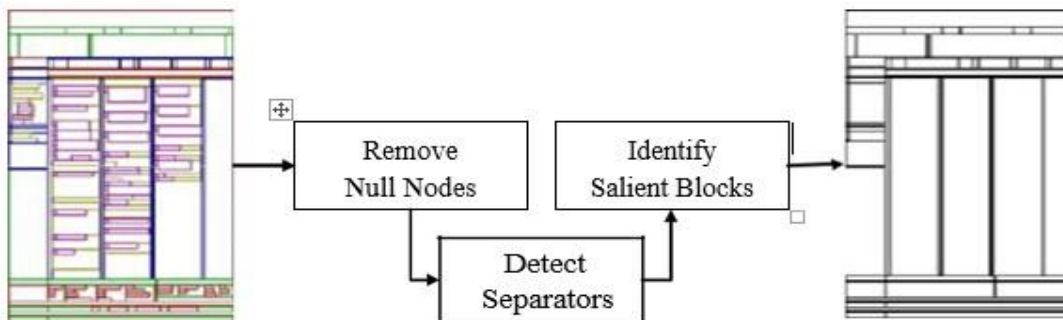 Remove
Null Nodes
Identify
Salient Blocks
Detect
Separators